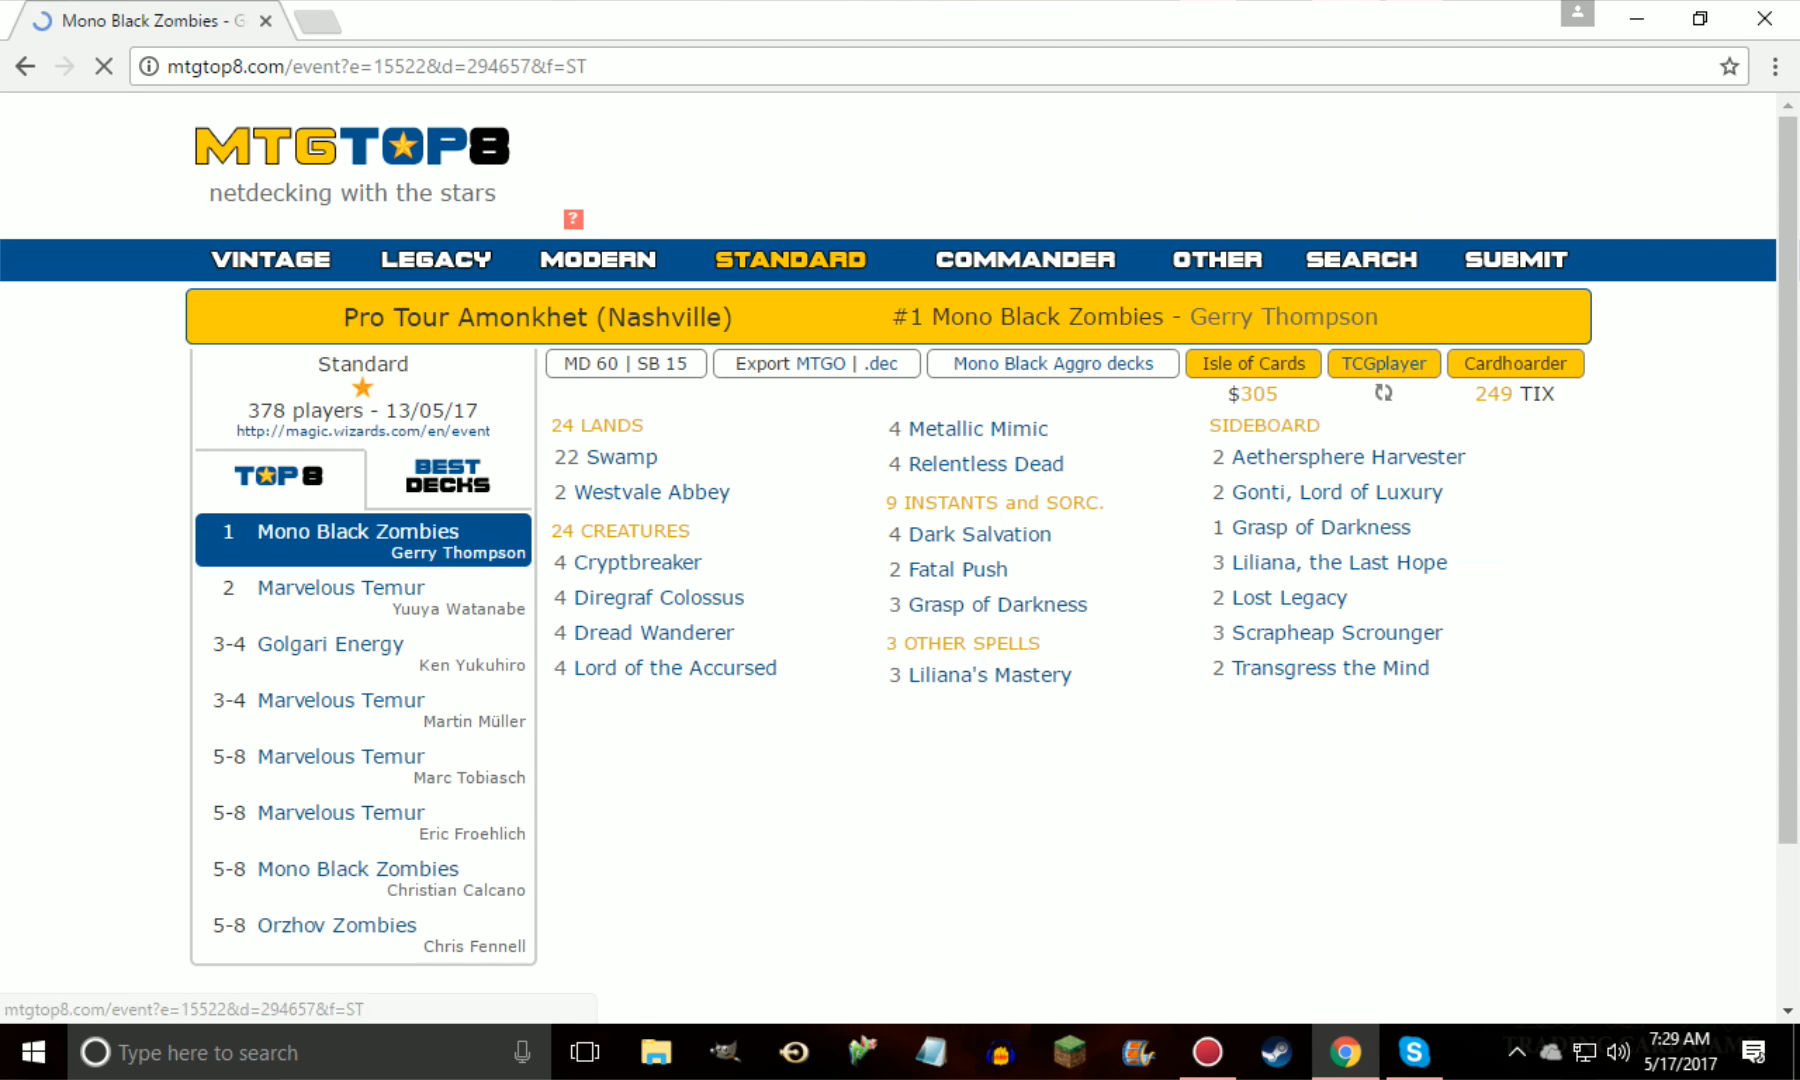 Mono Black Zombies - G
mtgtop8.com/event?e=15522&d=294657&f=ST
MTGTOP8
netdecking with the stars
?
VINTAGE LEGACY MODERN STANDARD COMMANDER OTHER SEARCH SUBMIT
Pro Tour Amonkhet (Nashville) #1 Mono Black Zombies - Gerry Thompson
Standard
378 players - 13/05/17
http://magic.wizards.com/en/event
TOP 8
BEST DECKS
1 Mono Black Zombies
Gerry Thompson
2 Marvelous Temur
Yuuya Watanabe
3-4 Golgari Energy
Ken Yukuhiro
3-4 Marvelous Temur
Martin Müller
5-8 Marvelous Temur
Marc Tobiasch
5-8 Marvelous Temur
Eric Froehlich
5-8 Mono Black Zombies
Christian Calcano
5-8 Orzhov Zombies
Chris Fennell
MD 60 | SB 15 Export MTGO | .dec Mono Black Aggro decks Isle of Cards TCGplayer Cardhoarder
$305 249 TIX
24 LANDS
22 Swamp
2 Westvale Abbey
24 CREATURES
4 Cryptbreaker
4 Diregraf Colossus
4 Dread Wanderer
4 Lord of the Accursed
4 Metallic Mimic
4 Relentless Dead
9 INSTANTS and SORC.
4 Dark Salvation
2 Fatal Push
3 Grasp of Darkness
3 OTHER SPELLS
3 Liliana's Mastery
SIDEBOARD
2 Aethersphere Harvester
2 Gonti, Lord of Luxury
1 Grasp of Darkness
3 Liliana, the Last Hope
2 Lost Legacy
3 Scrapheap Scrounger
2 Transgress the Mind
mtgtop8.com/event?e=15522&d=294657&f=ST
Type here to search
7:29 AM
5/17/2017